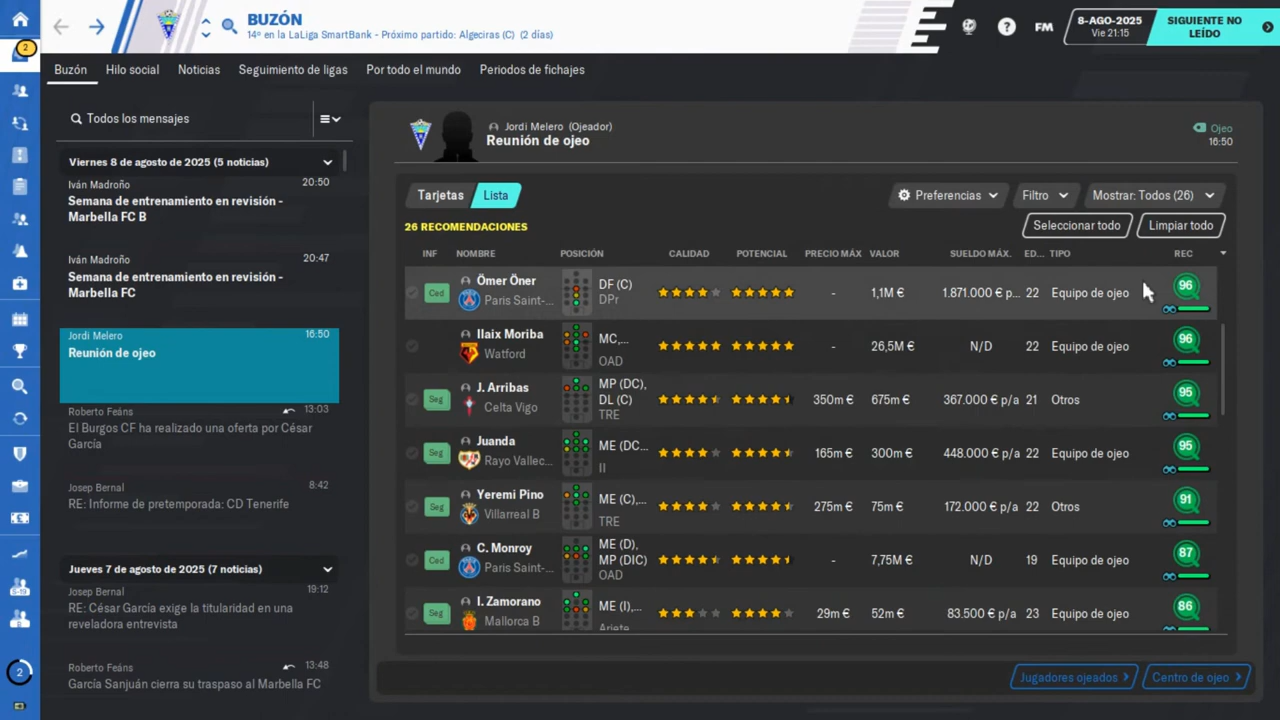 BUZÓN
14º en la LaLiga SmartBank - Próximo partido: Algeciras (C) (2 días)
FM
8-AGO-2025
Vie 21:15
SIGUIENTE NO
LEÍDO
2
Buzón
Hilo social
Noticias
Seguimiento de ligas
Por todo el mundo
Periodos de fichajes
Todos los mensajes
Viernes 8 de agosto de 2025 (5 noticias)
Iván Madroño 20:50
Semana de entrenamiento en revisión -
Marbella FC B
Iván Madroño 20:47
Semana de entrenamiento en revisión -
Marbella FC
Jordi Melero 16:50
Reunión de ojeo
Roberto Feáns 13:03
El Burgos CF ha realizado una oferta por César
García
Josep Bernal 8:42
RE: Informe de pretemporada: CD Tenerife
Jueves 7 de agosto de 2025 (7 noticias)
Josep Bernal 19:12
RE: César García exige la titularidad en una
reveladora entrevista
Roberto Feáns 13:48
García Sanjuán cierra su traspaso al Marbella FC
2
Jordi Melero (Ojeador)
Reunión de ojeo
Ojeo
16:50
Tarjetas
Lista
Preferencias
Filtro
Mostrar: Todos (26)
26 RECOMENDACIONES
Seleccionar todo
Limpiar todo
INF NOMBRE POSICIÓN CALIDAD POTENCIAL PRECIO MÁX VALOR SUELDO MÁX. ED... TIPO REC
Ced Ömer Öner DF (C) - 1,1M € 1.871.000 € p... 22 Equipo de ojeo 96
Paris Saint-... DPr
Ilaix Moriba MC,... - 26,5M € N/D 22 Equipo de ojeo 96
Watford OAD
Seg J. Arribas MP (DC), DL (C) 350m € 675m € 367.000 € p/a 21 Otros 95
Celta Vigo TRE
Seg Juanda ME (DC... 165m € 300m € 448.000 € p/a 22 Equipo de ojeo 95
Rayo Vallec... II
Seg Yeremi Pino ME (C),... 275m € 75m € 172.000 € p/a 22 Otros 91
Villarreal B TRE
Ced C. Monroy ME (D), MP (DIC) - 7,75M € N/D 19 Equipo de ojeo 87
Paris Saint-... OAD
Seg I. Zamorano ME (I),... 29m € 52m € 83.500 € p/a 23 Equipo de ojeo 86
Mallorca B Ariete
Jugadores ojeados
Centro de ojeo